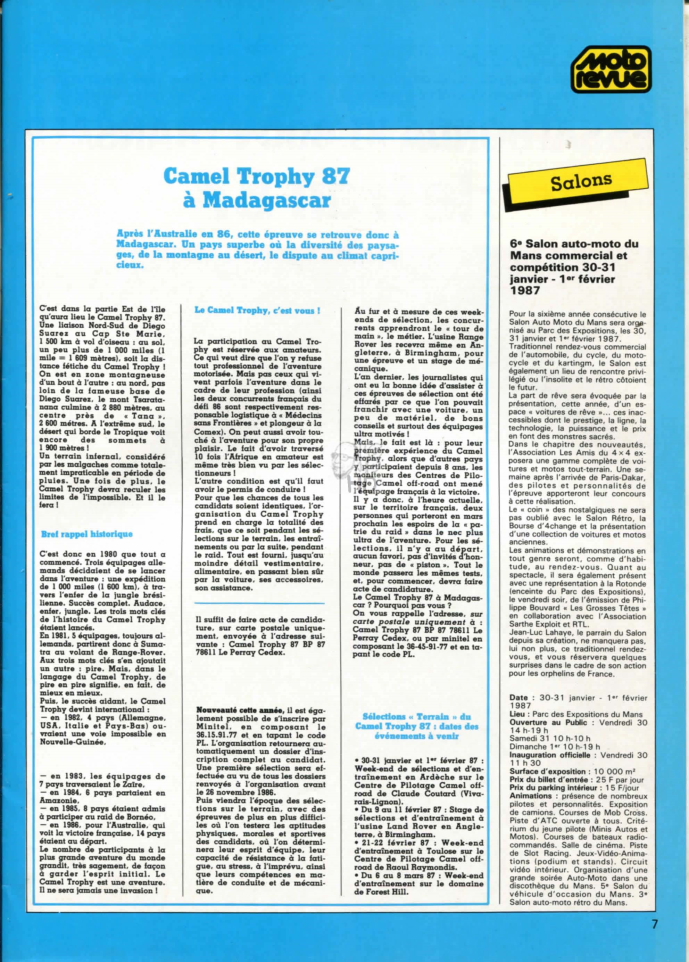 moto
revue
Camel Trophy 87
à Madagascar
Après l'Australie en 86, cette épreuve se retrouve donc à
Madagascar. Un pays superbe où la diversité des paysa-
ges, de la montagne au désert, le dispute au climat capri-
cieux.
C'est dans la partie Est de l'île
qu'aura lieu le Camel Trophy 87.
Une liaison Nord-Sud de Diego
Suarez au Cap Ste Marie,
1 500 km à vol d'oiseau : au sol,
un peu plus de 1 000 miles (1
mile = 1 609 mètres), soit la dis-
tance fétiche du Camel Trophy !
On est en zone montagneuse
d'un bout à l'autre : au nord, pas
loin de la fameuse base de
Diego Suarez, le mont Tsarata-
nana culmine à 2 880 mètres, au
centre près de « Tana »,
2 600 mètres. A l'extrême sud, le
désert qui borde le Tropique voit
encore des sommets à
1 900 mètres !
Un terrain infernal, considéré
par les malgaches comme totale-
ment impraticable en période de
pluies. Une fois de plus, le
Camel Trophy devra reculer les
limites de l'impossible. Et il le
fera !
Bref rappel historique
C'est donc en 1980 que tout a
commencé. Trois équipages alle-
mands décidaient de se lancer
dans l'aventure : une expédition
de 1 000 miles (1 600 km), à tra-
vers l'enfer de la jungle brési-
lienne. Succès complet. Audace,
enfer, jungle. Les trois mots clés
de l'histoire du Camel Trophy
étaient lancés.
En 1981, 5 équipages, toujours al-
lemands, partirent donc à Suma-
tra au volant de Range-Rover.
Aux trois mots clés s'en ajoutait
un autre : pire. Mais, dans le
langage du Camel Trophy, de
pire en pire signifie, en fait, de
mieux en mieux.
Puis, le succès aidant, le Camel
Trophy devint international :
— en 1982, 4 pays (Allemagne,
USA, Italie et Pays-Bas) ou-
vraient une voie impossible en
Nouvelle-Guinée.
— en 1983, les équipages de
7 pays traversaient le Zaïre.
— en 1984, 6 pays partaient en
Amazonie.
— en 1985, 8 pays étaient admis
à participer au raid de Bornéo.
— en 1986, pour l'Australie, qui
voit la victoire française, 14 pays
étaient au départ.
Le nombre de participants à la
plus grande aventure du monde
grandit, très sagement, de façon
à garder l'esprit initial. Le
Camel Trophy est une aventure.
Il ne sera jamais une invasion !
Le Camel Trophy, c'est vous !
La participation au Camel Tro-
phy est réservée aux amateurs.
Ce qui veut dire que l'on y refuse
tout professionnel de l'aventure
motorisée. Mais pas ceux qui vi-
vent parfois l'aventure dans le
cadre de leur profession (ainsi
les deux concurrents français du
défi 86 sont respectivement res-
ponsable logistique à « Médecins
sans Frontières » et plongeur à la
Comex). On peut aussi avoir tou-
ché à l'aventure pour son propre
plaisir. Le fait d'avoir traversé
10 fois l'Afrique en amateur est
même très bien vu par les sélec-
tionneurs !
L'autre condition est qu'il faut
avoir le permis de conduire !
Pour que les chances de tous les
candidats soient identiques, l'or-
ganisation du Camel Trophy
prend en charge la totalité des
frais, que ce soit pendant les sé-
lections sur le terrain, les entraî-
nements ou par la suite, pendant
le raid. Tout est fourni, jusqu'au
moindre détail vestimentaire,
alimentaire, en passant bien sûr
par la voiture, ses accessoires,
son assistance.
Il suffit de faire acte de candida-
ture, sur carte postale unique-
ment, envoyée à l'adresse sui-
vante : Camel Trophy 87 BP 87
78611 Le Perray Cedex.
Nouveauté cette année, il est éga-
lement possible de s'inscrire par
Minitel, en composant le
36.15.91.77 et en tapant le code
PL. L'organisation retournera au-
tomatiquement un dossier d'ins-
cription complet au candidat.
Une première sélection sera ef-
fectuée au vu de tous les dossiers
renvoyés à l'organisation avant
le 26 novembre 1986.
Puis viendra l'époque des sélec-
tions sur le terrain, avec des
épreuves de plus en plus diffici-
les où l'on testera les aptitudes
physiques, morales et sportives
des candidats, où l'on détermi-
nera leur esprit d'équipe, leur
capacité de résistance à la fati-
gue, au stress, à l'imprévu, ainsi
que leurs compétences en ma-
tière de conduite et de mécani-
que.
Au fur et à mesure de ces week-
ends de sélection, les concur-
rents apprendront le « tour de
main », le métier. L'usine Range
Rover les recevra même en An-
gleterre, à Birmingham, pour
une épreuve et un stage de mé-
canique.
L'an dernier, les journalistes qui
ont eu la bonne idée d'assister à
ces épreuves de sélection ont été
effarés par ce que l'on pouvait
franchir avec une voiture, un
peu de matériel, de bons
conseils et surtout des équipages
ultra motivés !
Mais, le fait est là : pour leur
première expérience du Camel
Trophy, alors que d'autres pays
y participaient depuis 8 ans, les
moniteurs des Centres de Pilo-
tage Camel off-road ont mené
l'équipage français à la victoire.
Il y a donc, à l'heure actuelle,
sur le territoire français, deux
personnes qui porteront en mars
prochain les espoirs de la « pa-
trie du raid » dans le nec plus
ultra de l'aventure. Pour les sé-
lections, il n'y a au départ,
aucun favori, pas d'invités d'hon-
neur, pas de « piston ». Tout le
monde passera les mêmes tests,
et, pour commencer, devra faire
acte de candidature.
Le Camel Trophy 87 à Madagas-
car ? Pourquoi pas vous ?
On vous rappelle l'adresse, sur
carte postale uniquement à :
Camel Trophy 87 BP 87 78611 Le
Perray Cedex, ou par minitel en
composant le 36-45-91-77 et en ta-
pant le code PL.
Sélections « Terrain » du
Camel Trophy 87 : dates des
événements à venir
• 30-31 janvier et 1er février 87 :
Week-end de sélections et d'en-
traînement en Ardèche sur le
Centre de Pilotage Camel off-
road de Claude Coutard (Viva-
rais-Lignon).
• Du 9 au 11 février 87 : Stage de
sélections et d'entraînement à
l'usine Land Rover en Angle-
terre, à Birmingham.
• 21-22 février 87 : Week-end
d'entraînement à Toulose sur le
Centre de Pilotage Camel off-
road de Raoul Raymondis.
• Du 6 au 8 mars 87 : Week-end
d'entraînement sur le domaine
de Forest Hill.
Salons
6e Salon auto-moto du
Mans commercial et
compétition 30-31
janvier - 1er février
1987
Pour la sixième année consécutive le
Salon Auto Moto du Mans sera orga-
nisé au Parc des Expositions, les 30,
31 janvier et 1er février 1987.
Traditionnel rendez-vous commercial
de l'automobile, du cycle, du moto-
cycle et du kartingm, le Salon est
également un lieu de rencontre privi-
légié ou l'insolite et le rétro côtoient
le futur.
La part de rêve sera évoquée par la
présentation, cette année, d'un es-
pace « voitures de rêve »... ces inac-
cessibles dont le prestige, la ligne, la
technologie, la puissance et le prix
en font des monstres sacrés.
Dans le chapitre des nouveautés,
l'Association Les Amis du 4×4 ex-
posera une gamme complète de voi-
tures et motos tout-terrain. Une se-
maine après l'arrivée de Paris-Dakar,
des pilotes et personnalités de
l'épreuve apporteront leur concours
à cette réalisation.
Le « coin » des nostalgiques ne sera
pas oublié avec le Salon Rétro, la
Bourse d'4change et la présentation
d'une collection de voitures et motos
anciennes.
Les animations et démonstrations en
tout genre seront, comme d'habi-
tude, au rendez-vous. Quant au
spectacle, il sera également présent
avec une représentation à la Rotonde
(enceinte du Parc des Expositions),
le vendredi soir, de l'émission de Phi-
lippe Bouvard « Les Grosses Têtes »
en collaboration avec l'Association
Sarthe Exploit et RTL.
Jean-Luc Lahaye, le parrain du Salon
depuis sa création, ne manquera pas,
lui non plus, ce traditionnel rendez-
vous, et vous réservera quelques
surprises dans le cadre de son action
pour les orphelins de France.
Date : 30-31 janvier - 1er février
1987
Lieu : Parc des Expositions du Mans
Ouverture au Public : Vendredi 30
14 h-19 h
Samedi 31 10 h-10 h
Dimanche 1er 10 h-19 h
Inauguration officielle : Vendredi 30
11 h 30
Surface d'exposition : 10 000 m²
Prix du billet d'entrée : 25 F par jour
Prix du parking intérieur : 15 F/jour
Animations : présence de nombreux
pilotes et personnalités. Exposition
de camions. Courses de Mob Cross.
Piste d'ATC ouverte à tous. Crité-
rium du jeune pilote (Minis Autos et
Motos). Courses de bateaux radio-
commandés. Salle de cinéma. Piste
de Slot Racing. Jeux-Vidéo-Anima-
tions (podium et stands). Circuit
vidéo intérieur. Organisation d'une
grande soirée Auto-Moto dans une
discothèque du Mans. 5e Salon du
véhicule d'occasion du Mans. 3e
Salon auto-moto rétro du Mans.
7